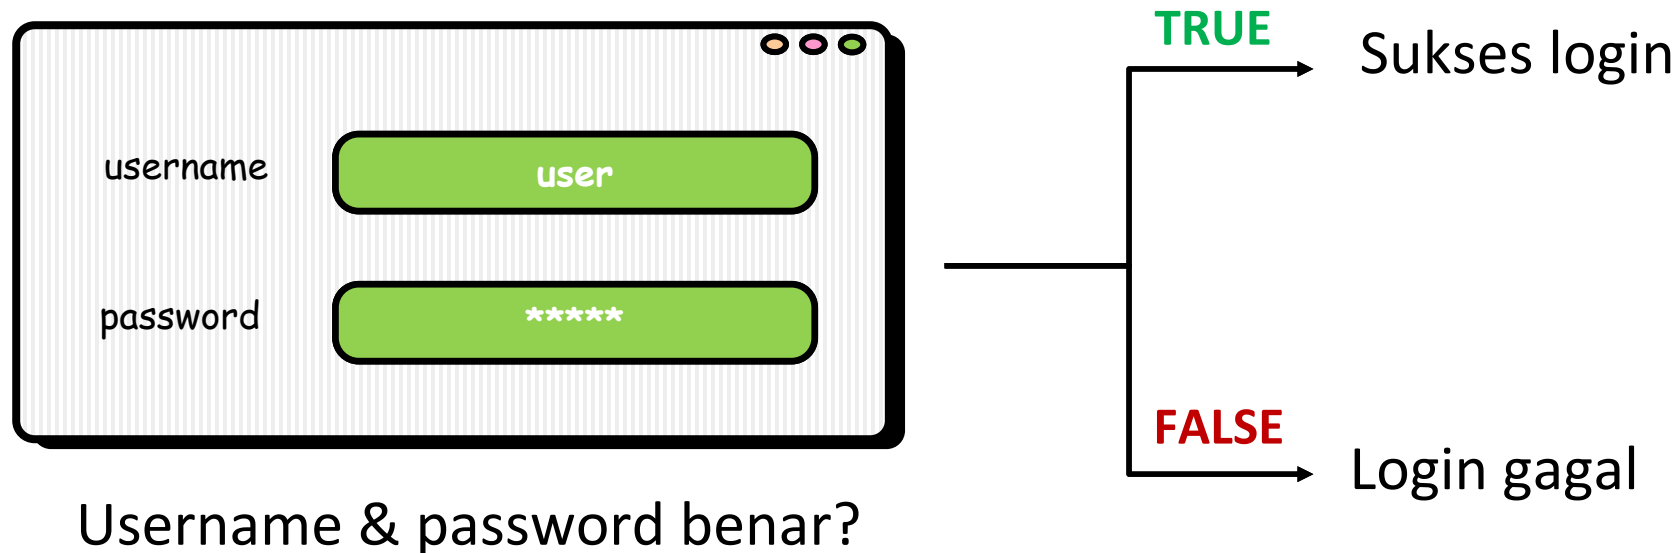 username
user
password
*****
Username & password benar?
TRUE
Sukses login
FALSE
Login gagal